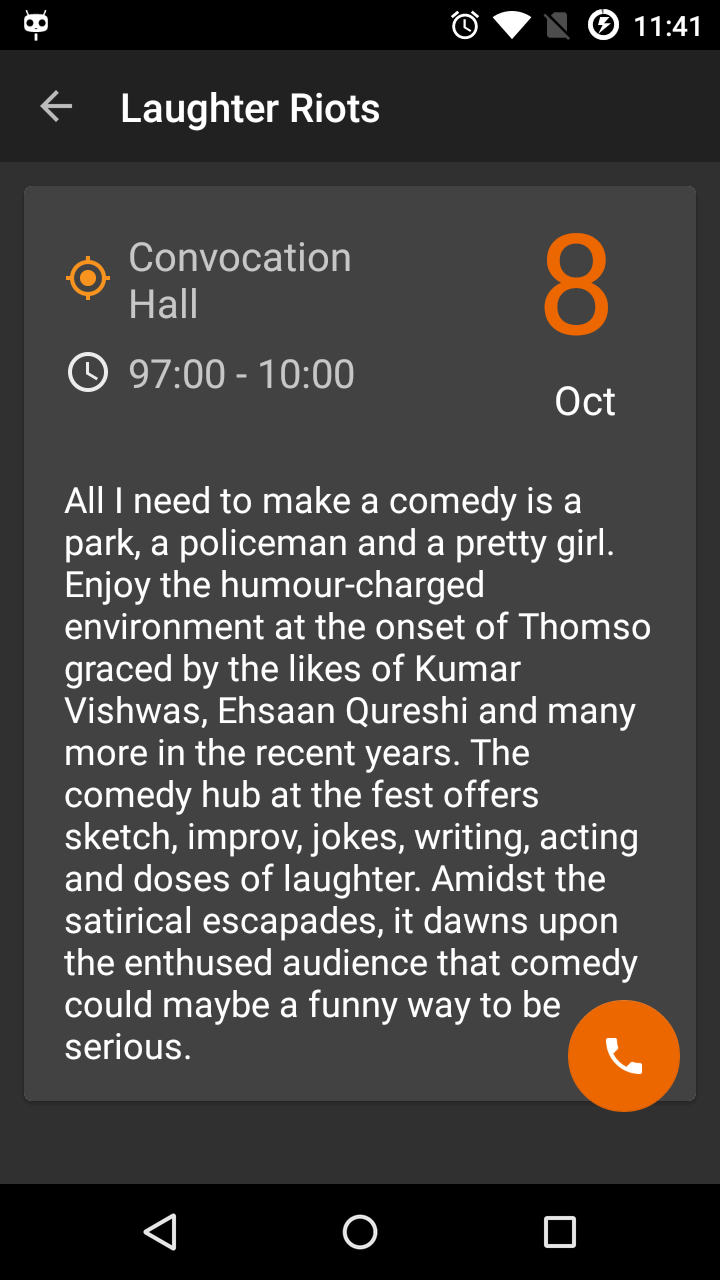 11:41
Laughter Riots
Convocation
Hall
8
97:00 - 10:00
Oct
All I need to make a comedy is a
park, a policeman and a pretty girl.
Enjoy the humour-charged
environment at the onset of Thomso
graced by the likes of Kumar
Vishwas, Ehsaan Qureshi and many
more in the recent years. The
comedy hub at the fest offers
sketch, improv, jokes, writing, acting
and doses of laughter. Amidst the
satirical escapades, it dawns upon
the enthused audience that comedy
could maybe a funny way to be
serious.